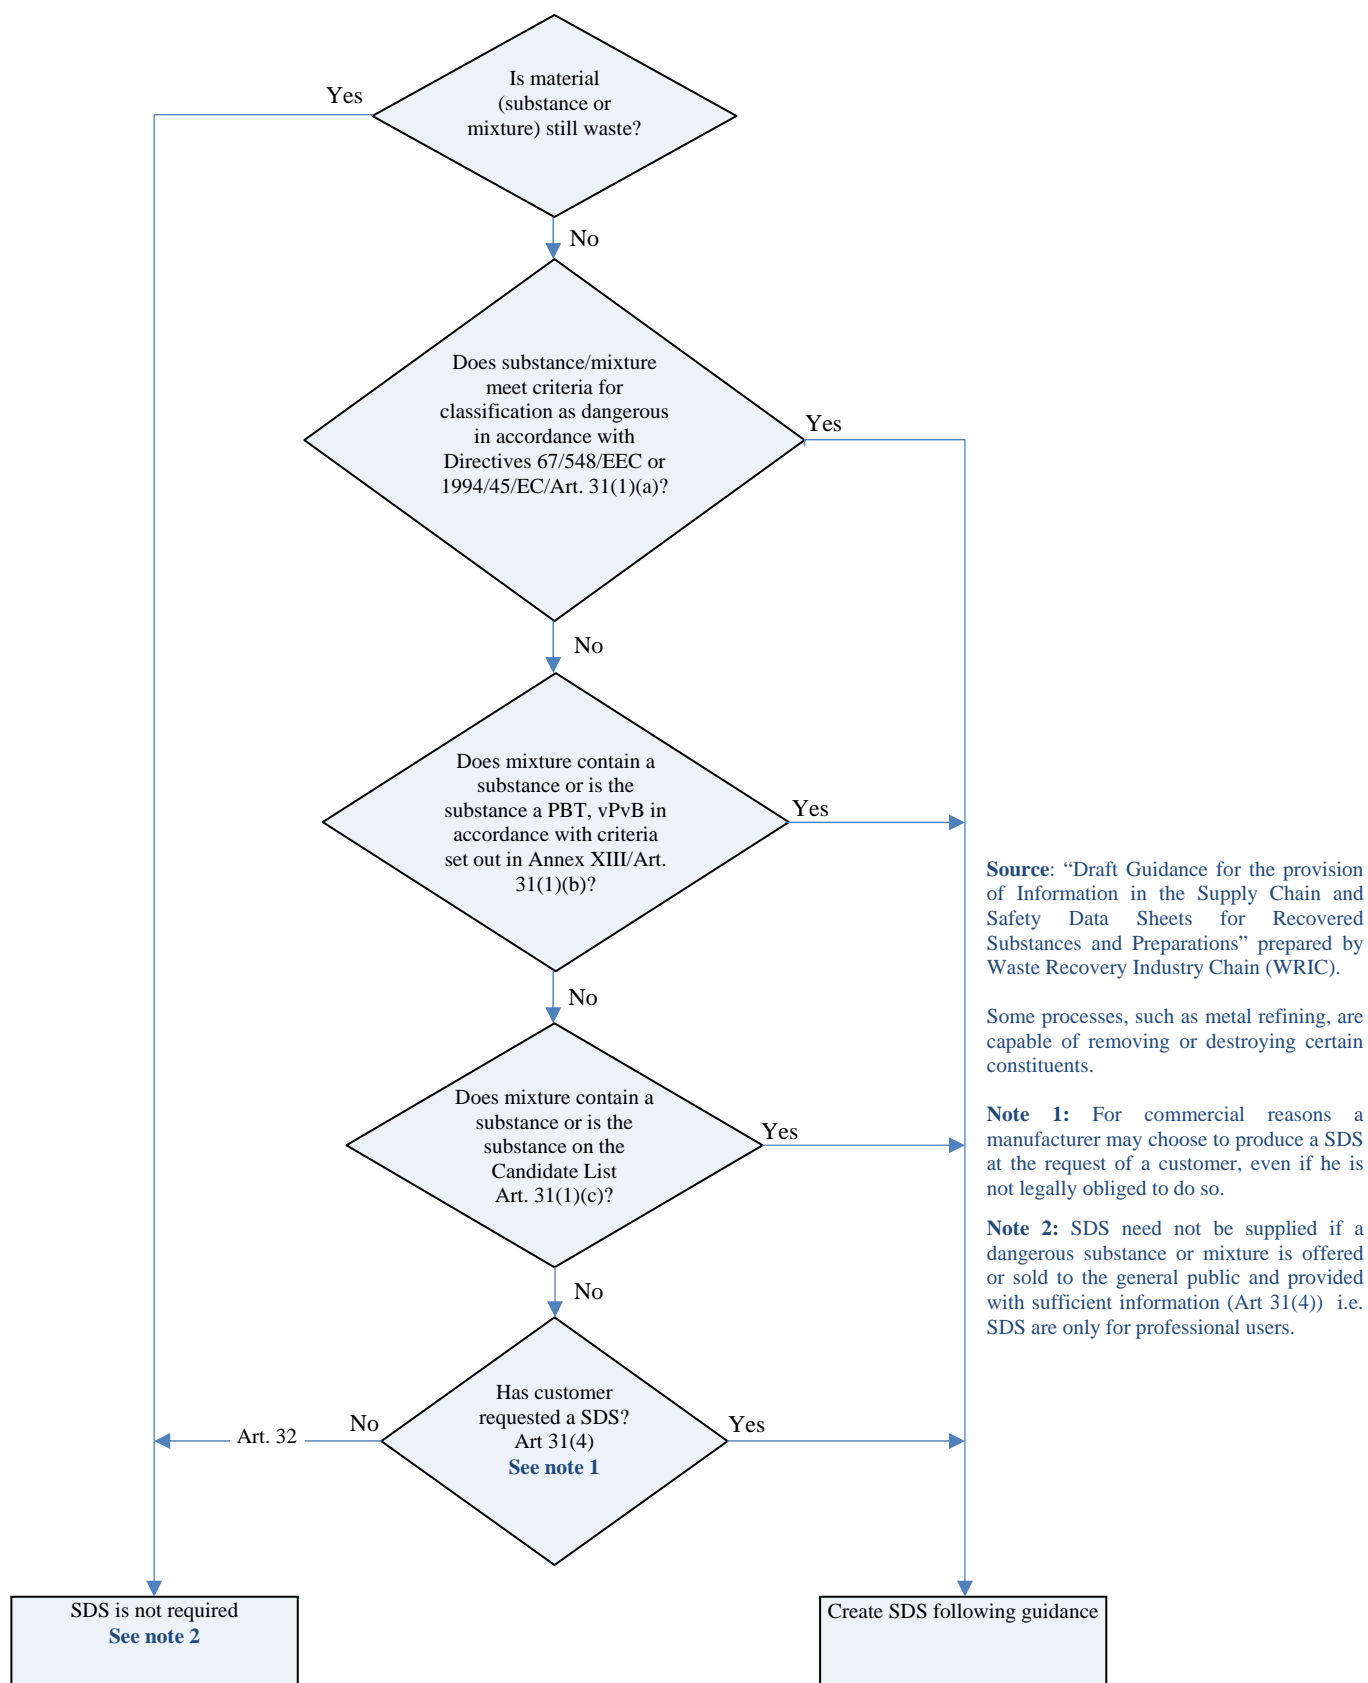 Is material
(substance or
mixture) still waste?
Yes
No
Does substance/mixture
meet criteria for
classification as dangerous
in accordance with
Directives 67/548/EEC or
1994/45/EC/Art. 31(1)(a)?
Yes
No
Does mixture contain a
substance or is the
substance a PBT, vPvB in
accordance with criteria
set out in Annex XIII/Art.
31(1)(b)?
Yes
No
Does mixture contain a
substance or is the
substance on the
Candidate List
Art. 31(1)(c)?
Yes
No
Has customer
requested a SDS?
Art 31(4)
See note 1
No
Art. 32
Yes
SDS is not required
See note 2
Create SDS following guidance
Source: “Draft Guidance for the provision
of Information in the Supply Chain and
Safety Data Sheets for Recovered
Substances and Preparations” prepared by
Waste Recovery Industry Chain (WRIC).
Some processes, such as metal refining, are
capable of removing or destroying certain
constituents.
Note 1: For commercial reasons a
manufacturer may choose to produce a SDS
at the request of a customer, even if he is
not legally obliged to do so.
Note 2: SDS need not be supplied if a
dangerous substance or mixture is offered
or sold to the general public and provided
with sufficient information (Art 31(4)) i.e.
SDS are only for professional users.